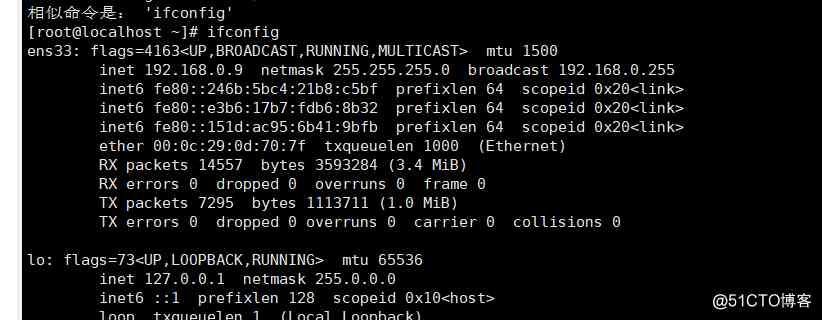 相似命令是： 'ifconfig'
[root@localhost ~]# ifconfig
ens33: flags=4163<UP,BROADCAST,RUNNING,MULTICAST>  mtu 1500
        inet 192.168.0.9  netmask 255.255.255.0  broadcast 192.168.0.255
        inet6 fe80::246b:5bc4:21b8:c5bf  prefixlen 64  scopeid 0x20<link>
        inet6 fe80::e3b6:17b7:fdb6:8b32  prefixlen 64  scopeid 0x20<link>
        inet6 fe80::151d:ac95:6b41:9bfb  prefixlen 64  scopeid 0x20<link>
        ether 00:0c:29:0d:70:7f  txqueuelen 1000  (Ethernet)
        RX packets 14557  bytes 3593284 (3.4 MiB)
        RX errors 0  dropped 0  overruns 0  frame 0
        TX packets 7295  bytes 1113711 (1.0 MiB)
        TX errors 0  dropped 0 overruns 0  carrier 0  collisions 0
lo: flags=73<UP,LOOPBACK,RUNNING>  mtu 65536
        inet 127.0.0.1  netmask 255.0.0.0
        inet6 ::1  prefixlen 128  scopeid 0x10<host>
        loop  txqueuelen 1  (Local Loopback)
@51CTO博客